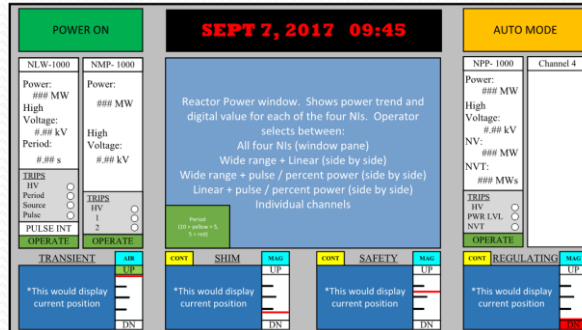 POWER ON
SEPT 7, 2017 09:45
AUTO MODE
NLW-1000
Power:
### MW
High
Voltage:
#.## kV
Period:
#.## s
TRIPS
HV
Period
Source
Pulse
PULSE INT
OPERATE
NMP- 1000
Power:
### MW
High
Voltage:
#.## kV
TRIPS
HV
1
2
OPERATE
Reactor Power window. Shows power trend and
digital value for each of the four NIs. Operator
selects between:
All four NIs (window pane)
Wide range + Linear (side by side)
Wide range + pulse / percent power (side by side)
Linear + pulse / percent power (side by side)
Individual channels
Period
(10 = yellow = 5,
5 = red)
NPP- 1000
Power:
### MW
High
Voltage:
#.## kV
NV:
### MW
NVT:
### MWs
TRIPS
HV
PWR LVL
NVT
OPERATE
Channel 4
TRANSIENT
AIR
UP
*This would display
current position
DN
CONT
SHIM
MAG
UP
*This would display
current position
DN
CONT
SAFETY
MAG
UP
*This would display
current position
DN
CONT
REGULATING
MAG
UP
*This would display
current position
DN